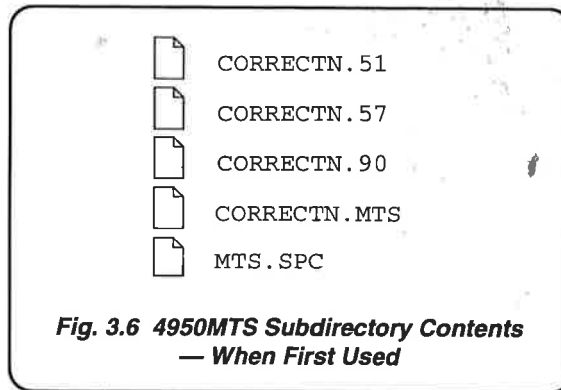 CORRECTN.51
CORRECTN.57
CORRECTN.90
CORRECTN.MTS
MTS.SPC
Fig. 3.6 4950MTS Subdirectory Contents
— When First Used